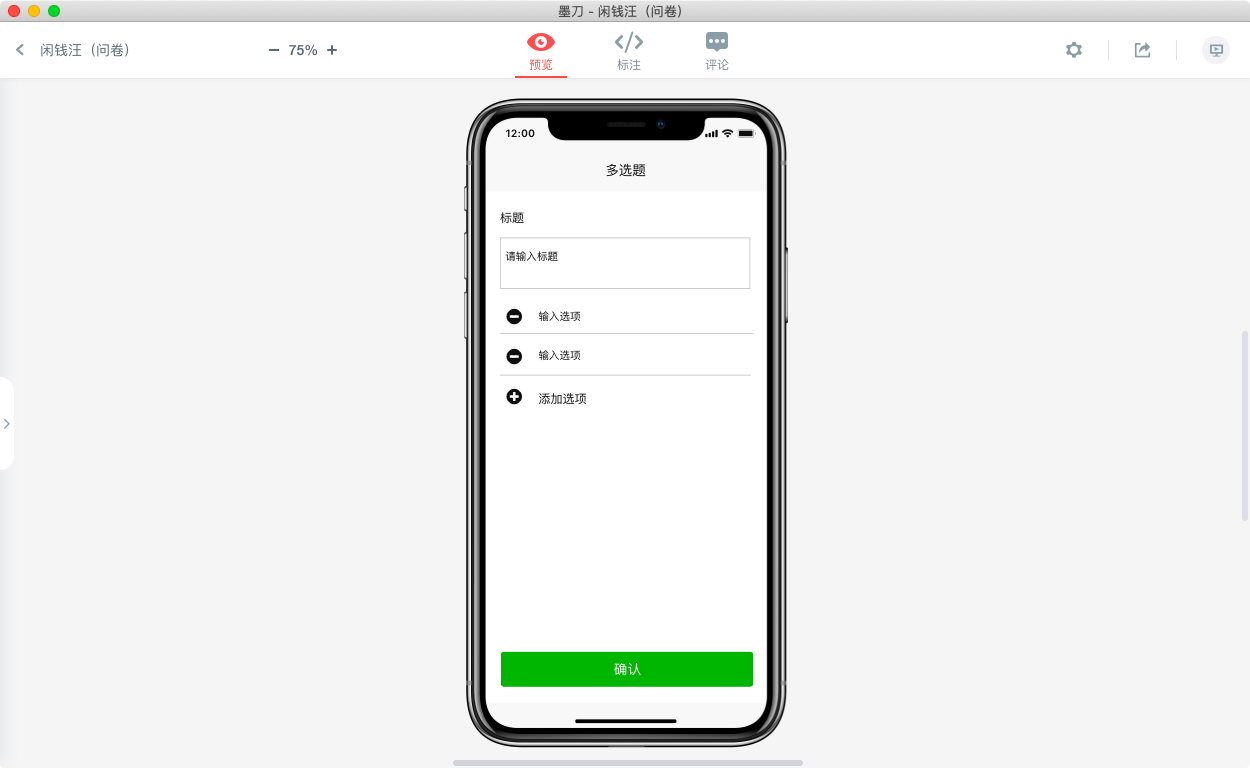 墨刀 - 闲钱汪（问卷）
闲钱汪（问卷）
75%
预览
标注
评论
12:00
多选题
标题
请输入标题
输入选项
输入选项
添加选项
确认